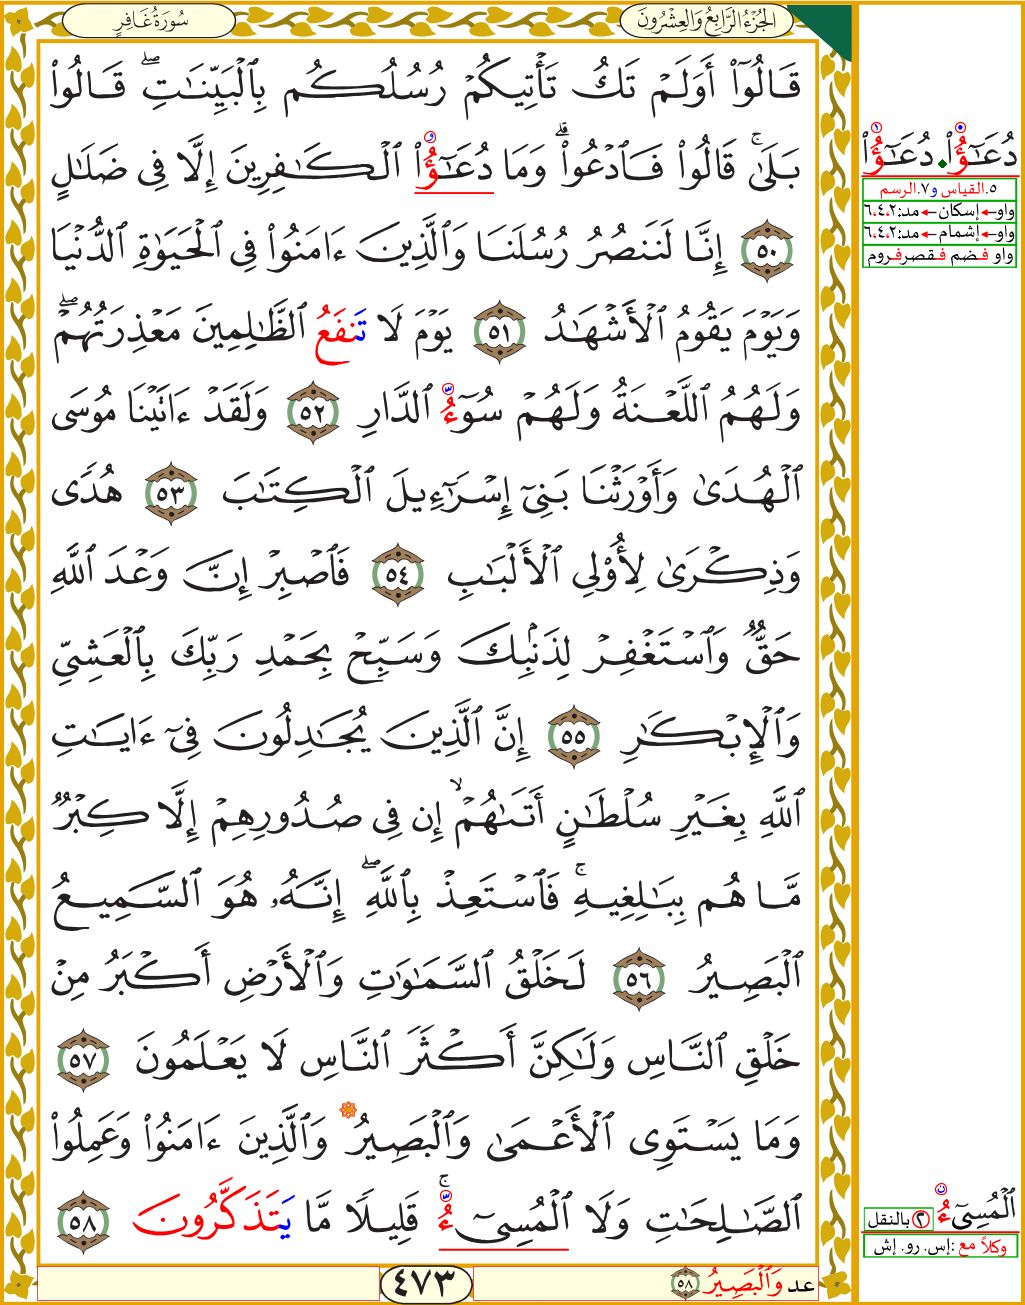 سُورَةُ غَافِرٍ
الجُزْءُ الرَّابِعُ وَالعِشْرُونَ
قَالُوٓاْ أَوَلَمۡ تَكُ تَأۡتِيكُمۡ رُسُلُكُم بِٱلۡبَيِّنَٰتِۖ قَالُواْ
بَلَىٰۚ قَالُواْ فَٱدۡعُواْۗ وَمَا دُعَٰٓؤُاْ ٱلۡكَٰفِرِينَ إِلَّا فِي ضَلَٰلٍ
٥٠ إِنَّا لَنَنصُرُ رُسُلَنَا وَٱلَّذِينَ ءَامَنُواْ فِي ٱلۡحَيَوٰةِ ٱلدُّنۡيَا
وَيَوۡمَ يَقُومُ ٱلۡأَشۡهَٰدُ ٥١ يَوۡمَ لَا تَنفَعُ ٱلظَّٰلِمِينَ مَعۡذِرَتُهُمۡۖ
وَلَهُمُ ٱللَّعۡنَةُ وَلَهُمۡ سُوٓءُ ٱلدَّارِ ٥٢ وَلَقَدۡ ءَاتَيۡنَا مُوسَى
ٱلۡهُدَىٰ وَأَوۡرَثۡنَا بَنِيٓ إِسۡرَٰٓءِيلَ ٱلۡكِتَٰبَ ٥٣ هُدٗى
وَذِكۡرَىٰ لِأُوْلِي ٱلۡأَلۡبَٰبِ ٥٤ فَٱصۡبِرۡ إِنَّ وَعۡدَ ٱللَّهِ
حَقّٞ وَٱسۡتَغۡفِرۡ لِذَنۢبِكَ وَسَبِّحۡ بِحَمۡدِ رَبِّكَ بِٱلۡعَشِيِّ
وَٱلۡإِبۡكَٰرِ ٥٥ إِنَّ ٱلَّذِينَ يُجَٰدِلُونَ فِيٓ ءَايَٰتِ
ٱللَّهِ بِغَيۡرِ سُلۡطَٰنٍ أَتَىٰهُمۡۙ إِن فِي صُدُورِهِمۡ إِلَّا كِبۡرٞ
مَّا هُم بِبَٰلِغِيهِۚ فَٱسۡتَعِذۡ بِٱللَّهِۖ إِنَّهُۥ هُوَ ٱلسَّمِيعُ
ٱلۡبَصِيرُ ٥٦ لَخَلۡقُ ٱلسَّمَٰوَٰتِ وَٱلۡأَرۡضِ أَكۡبَرُ مِنۡ
خَلۡقِ ٱلنَّاسِ وَلَٰكِنَّ أَكۡثَرَ ٱلنَّاسِ لَا يَعۡلَمُونَ ٥٧
وَمَا يَسۡتَوِي ٱلۡأَعۡمَىٰ وَٱلۡبَصِيرُ وَٱلَّذِينَ ءَامَنُواْ وَعَمِلُواْ
ٱلصَّٰلِحَٰتِ وَلَا ٱلۡمُسِيٓءُۚ قَلِيلٗا مَّا يَتَذَكَّرُونَ ٥٨
عد وَٱلۡبَصِيرُ ٥٨
٤٧٣
دُعَٰٓؤُاْ. دُعَٰٓؤُاْ
٥.القياس و٧.الرسم
واو←إسكان←مد:٦،٤،٢
واو←إشمام←مد:٦،٤،٢
واو فـضم فـقصرفـروم
ٱلۡمُسِيٓءُ ٢ بالنقل
وكلاً مع :إس. رو. إش